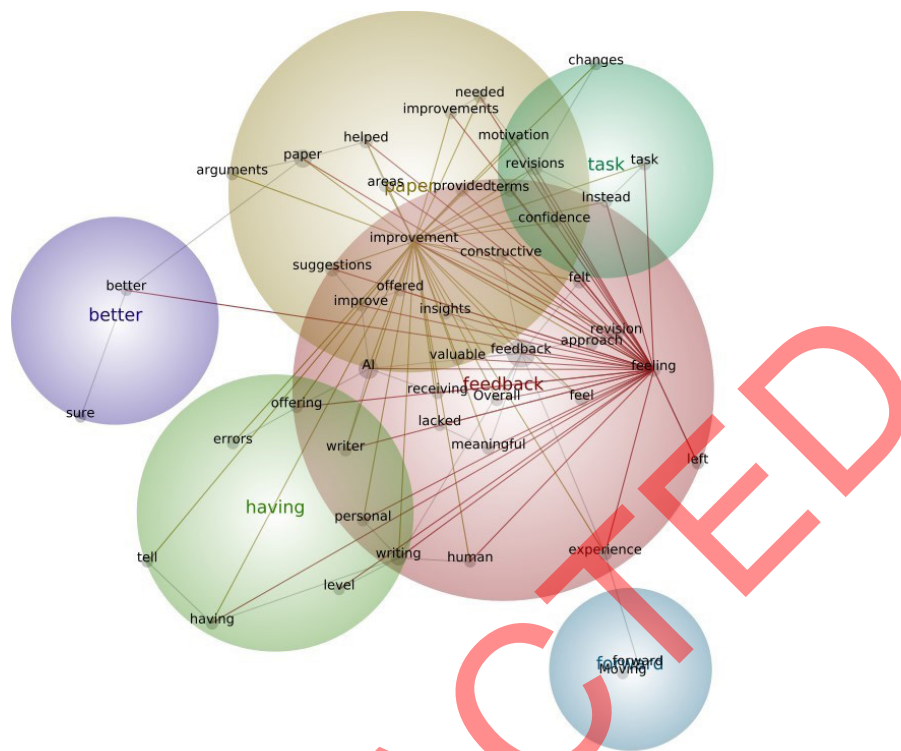 changes
needed
improvements
motivation
helped
paper
arguments
revisions
task
task
areas
paper
provided
terms
instead
confidence
improvement
constructive
suggestions
felt
better
offered
improve
insights
better
revision
approach
feedback
valuable
AI
feeling
feedback
receiving
Overall
feel
offering
sure
lacked
errors
writer
meaningful
left
having
personal
tell
writing
human
experience
level
having
forward
forward
Moving
CTED